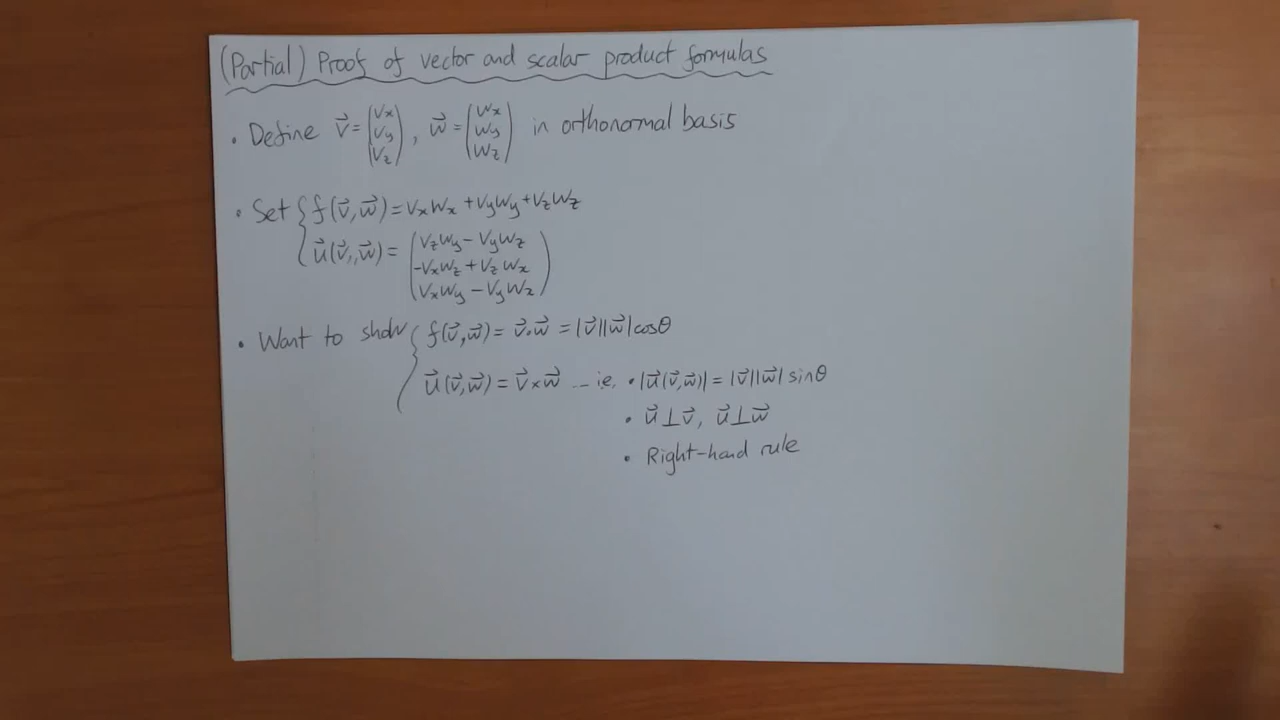 (Partial) Proof of vector and scalar product formulas
• Define v⃗ = (vx vy vz), w⃗ = (wx wy wz) in orthonormal basis
• Set { f(v⃗,w⃗) = vxwx + vywy + vzwz
u⃗(v⃗,w⃗) = (vzwy − vywz
−vxwz + vzwx
vxwy − vywx)
• Want to show { f(v⃗,w⃗) = v⃗·w⃗ = |v⃗||w⃗|cosθ
u⃗(v⃗,w⃗) = v⃗×w⃗ ... ie. • |u⃗(v⃗,w⃗)| = |v⃗||w⃗| sinθ
• u⃗⊥v⃗, u⃗⊥w⃗
• Right-hand rule